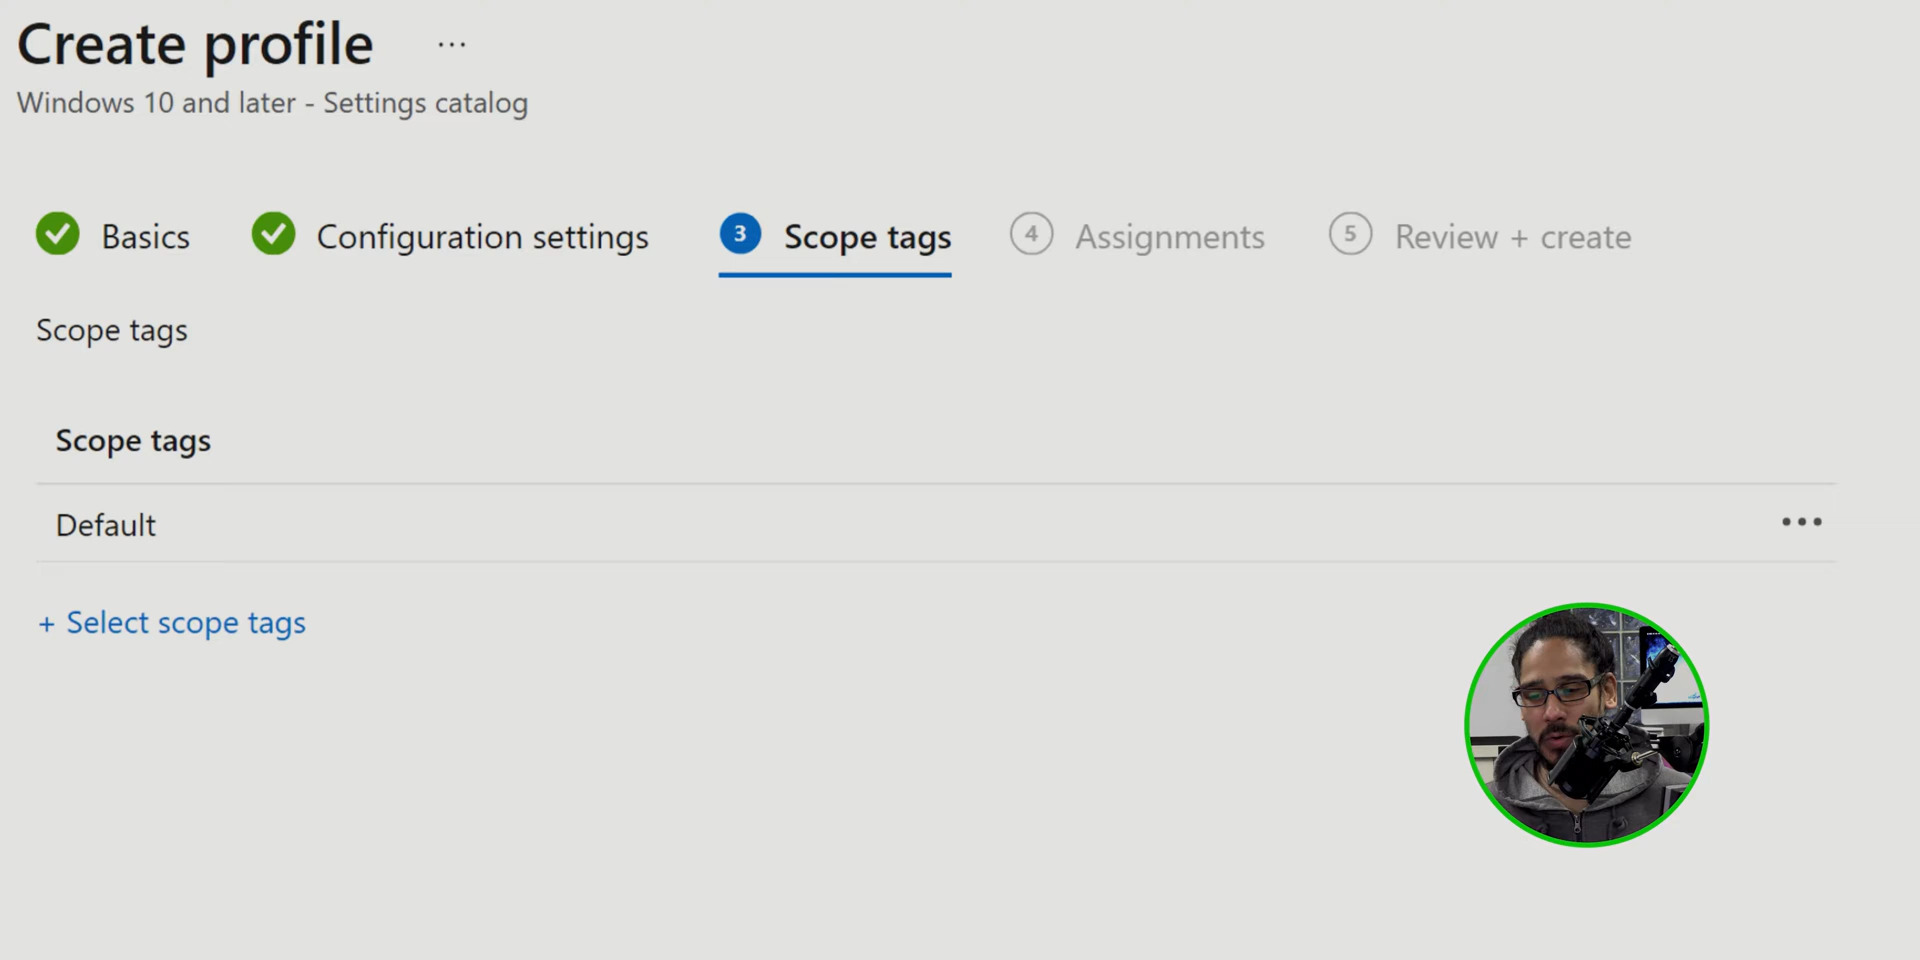 Create profile ...
Windows 10 and later - Settings catalog
Basics Configuration settings 3 Scope tags 4 Assignments 5 Review + create
Scope tags
Scope tags
Default
+ Select scope tags